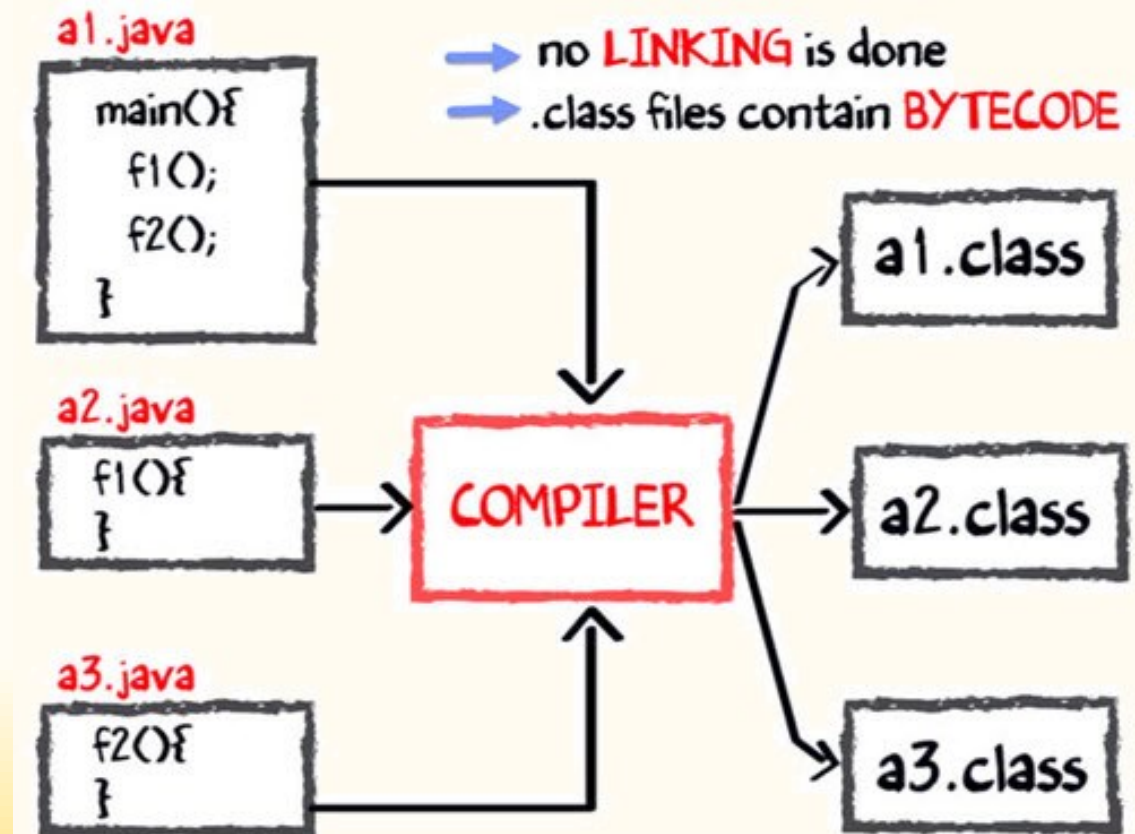 a1.java
main(){
f1();
f2();
}
no LINKING is done
.class files contain BYTECODE
a2.java
f1(){
}
a3.java
f2(){
}
COMPILER
a1.class
a2.class
a3.class